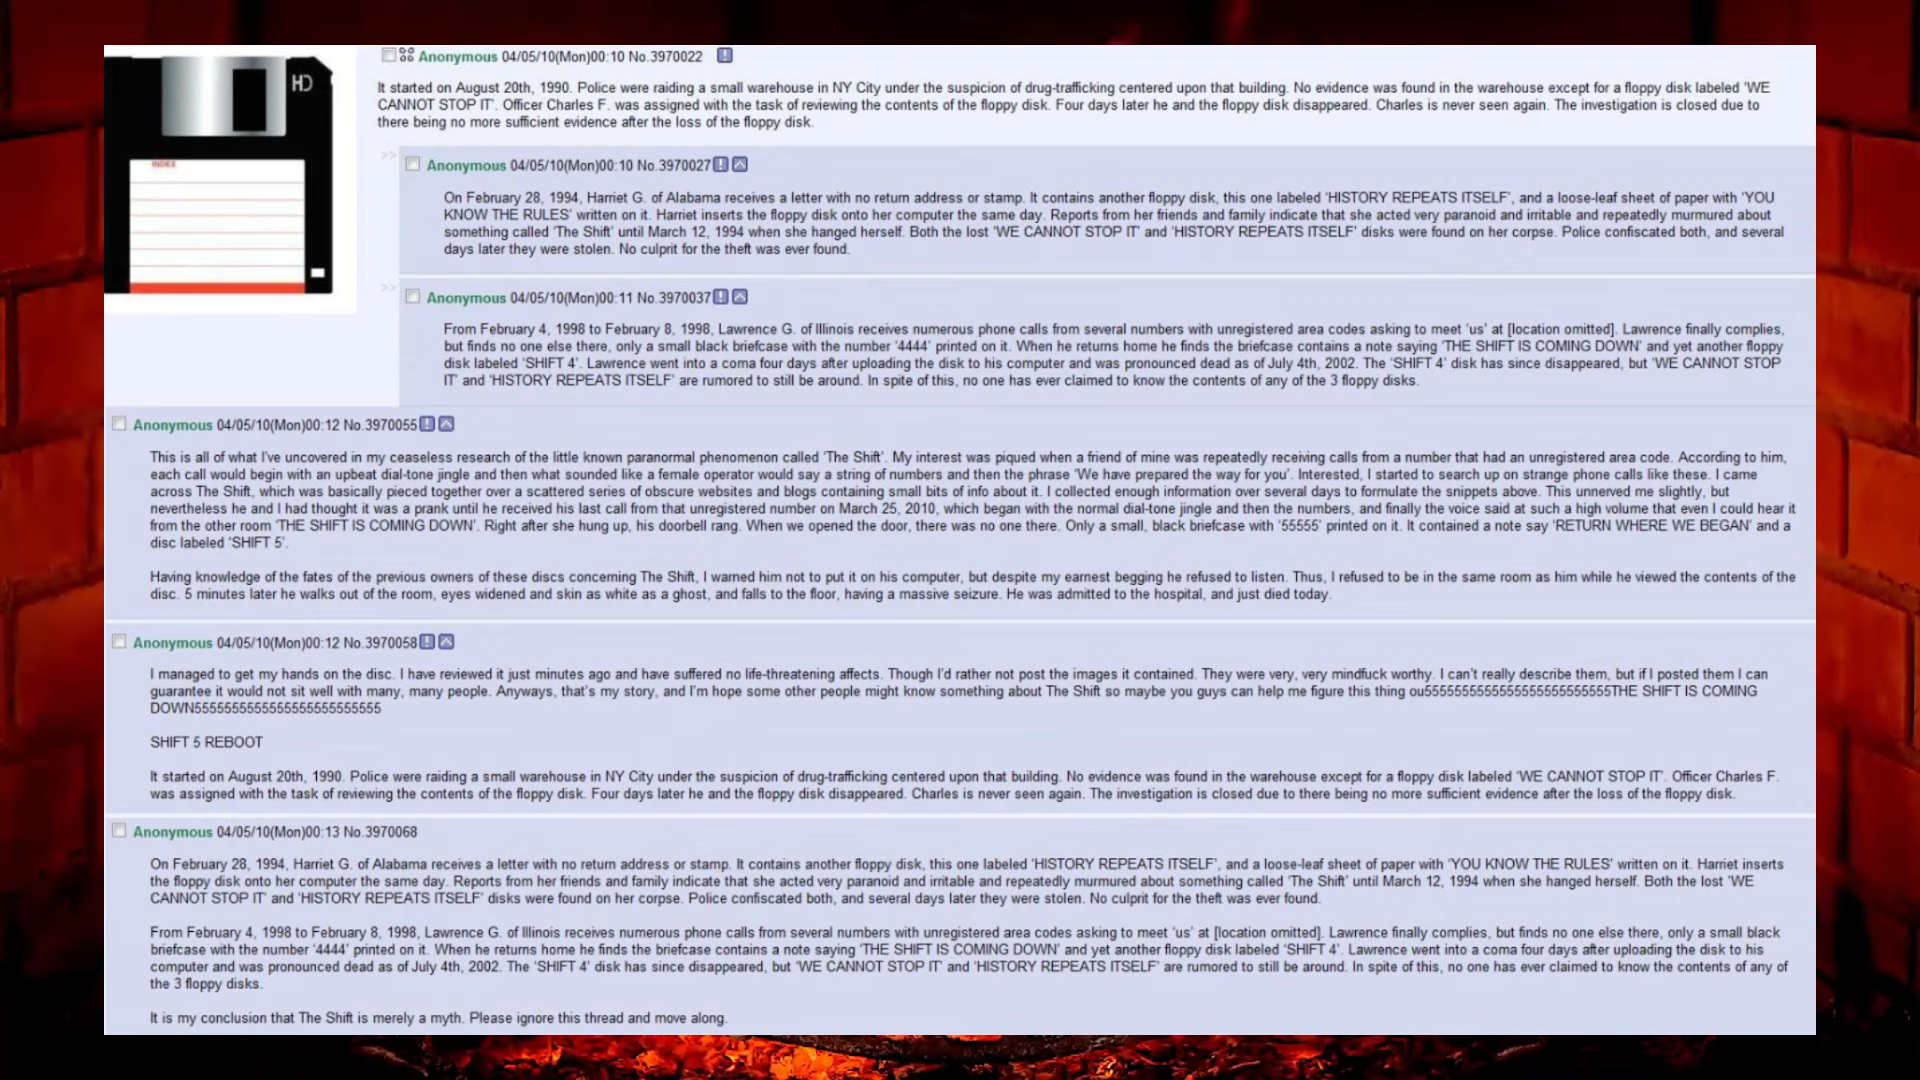 HD
INDEX
Anonymous 04/05/10(Mon)00:10 No.3970022
It started on August 20th, 1990. Police were raiding a small warehouse in NY City under the suspicion of drug-trafficking centered upon that building. No evidence was found in the warehouse except for a floppy disk labeled 'WE
CANNOT STOP IT'. Officer Charles F. was assigned with the task of reviewing the contents of the floppy disk. Four days later he and the floppy disk disappeared. Charles is never seen again. The investigation is closed due to
there being no more sufficient evidence after the loss of the floppy disk.
>> Anonymous 04/05/10(Mon)00:10 No.3970027
On February 28, 1994, Harriet G. of Alabama receives a letter with no return address or stamp. It contains another floppy disk, this one labeled 'HISTORY REPEATS ITSELF', and a loose-leaf sheet of paper with 'YOU
KNOW THE RULES' written on it. Harriet inserts the floppy disk onto her computer the same day. Reports from her friends and family indicate that she acted very paranoid and irritable and repeatedly murmured about
something called 'The Shift' until March 12, 1994 when she hanged herself. Both the lost 'WE CANNOT STOP IT' and 'HISTORY REPEATS ITSELF' disks were found on her corpse. Police confiscated both, and several
days later they were stolen. No culprit for the theft was ever found.
>> Anonymous 04/05/10(Mon)00:11 No.3970037
From February 4, 1998 to February 8, 1998, Lawrence G. of Illinois receives numerous phone calls from several numbers with unregistered area codes asking to meet 'us' at [location omitted]. Lawrence finally complies,
but finds no one else there, only a small black briefcase with the number '4444' printed on it. When he returns home he finds the briefcase contains a note saying 'THE SHIFT IS COMING DOWN' and yet another floppy
disk labeled 'SHIFT 4'. Lawrence went into a coma four days after uploading the disk to his computer and was pronounced dead as of July 4th, 2002. The 'SHIFT 4' disk has since disappeared, but 'WE CANNOT STOP
IT' and 'HISTORY REPEATS ITSELF' are rumored to still be around. In spite of this, no one has ever claimed to know the contents of any of the 3 floppy disks.
Anonymous 04/05/10(Mon)00:12 No.3970055
This is all of what I've uncovered in my ceaseless research of the little known paranormal phenomenon called 'The Shift'. My interest was piqued when a friend of mine was repeatedly receiving calls from a number that had an unregistered area code. According to him,
each call would begin with an upbeat dial-tone jingle and then what sounded like a female operator would say a string of numbers and then the phrase 'We have prepared the way for you'. Interested, I started to search up on strange phone calls like these. I came
across The Shift, which was basically pieced together over a scattered series of obscure websites and blogs containing small bits of info about it. I collected enough information over several days to formulate the snippets above. This unnerved me slightly, but
nevertheless he and I had thought it was a prank until he received his last call from that unregistered number on March 25, 2010, which began with the normal dial-tone jingle and then the numbers, and finally the voice said at such a high volume that even I could hear it
from the other room 'THE SHIFT IS COMING DOWN'. Right after she hung up, his doorbell rang. When we opened the door, there was no one there. Only a small, black briefcase with '55555' printed on it. It contained a note say 'RETURN WHERE WE BEGAN' and a
disc labeled 'SHIFT 5'.
Having knowledge of the fates of the previous owners of these discs concerning The Shift, I warned him not to put it on his computer, but despite my earnest begging he refused to listen. Thus, I refused to be in the same room as him while he viewed the contents of the
disc. 5 minutes later he walks out of the room, eyes widened and skin as white as a ghost, and falls to the floor, having a massive seizure. He was admitted to the hospital, and just died today.
Anonymous 04/05/10(Mon)00:12 No.3970058
I managed to get my hands on the disc. I have reviewed it just minutes ago and have suffered no life-threatening affects. Though I'd rather not post the images it contained. They were very, very mindfuck worthy. I can't really describe them, but if I posted them I can
guarantee it would not sit well with many, many people. Anyways, that's my story, and I'm hope some other people might know something about The Shift so maybe you guys can help me figure this thing ou5555555555555555555555555THE SHIFT IS COMING
DOWN5555555555555555555555555
SHIFT 5 REBOOT
It started on August 20th, 1990. Police were raiding a small warehouse in NY City under the suspicion of drug-trafficking centered upon that building. No evidence was found in the warehouse except for a floppy disk labeled 'WE CANNOT STOP IT'. Officer Charles F.
was assigned with the task of reviewing the contents of the floppy disk. Four days later he and the floppy disk disappeared. Charles is never seen again. The investigation is closed due to there being no more sufficient evidence after the loss of the floppy disk.
Anonymous 04/05/10(Mon)00:13 No.3970068
On February 28, 1994, Harriet G. of Alabama receives a letter with no return address or stamp. It contains another floppy disk, this one labeled 'HISTORY REPEATS ITSELF', and a loose-leaf sheet of paper with 'YOU KNOW THE RULES' written on it. Harriet inserts
the floppy disk onto her computer the same day. Reports from her friends and family indicate that she acted very paranoid and irritable and repeatedly murmured about something called 'The Shift' until March 12, 1994 when she hanged herself. Both the lost 'WE
CANNOT STOP IT' and 'HISTORY REPEATS ITSELF' disks were found on her corpse. Police confiscated both, and several days later they were stolen. No culprit for the theft was ever found.
From February 4, 1998 to February 8, 1998, Lawrence G. of Illinois receives numerous phone calls from several numbers with unregistered area codes asking to meet 'us' at [location omitted]. Lawrence finally complies, but finds no one else there, only a small black
briefcase with the number '4444' printed on it. When he returns home he finds the briefcase contains a note saying 'THE SHIFT IS COMING DOWN' and yet another floppy disk labeled 'SHIFT 4'. Lawrence went into a coma four days after uploading the disk to his
computer and was pronounced dead as of July 4th, 2002. The 'SHIFT 4' disk has since disappeared, but 'WE CANNOT STOP IT' and 'HISTORY REPEATS ITSELF' are rumored to still be around. In spite of this, no one has ever claimed to know the contents of any of
the 3 floppy disks.
It is my conclusion that The Shift is merely a myth. Please ignore this thread and move along.